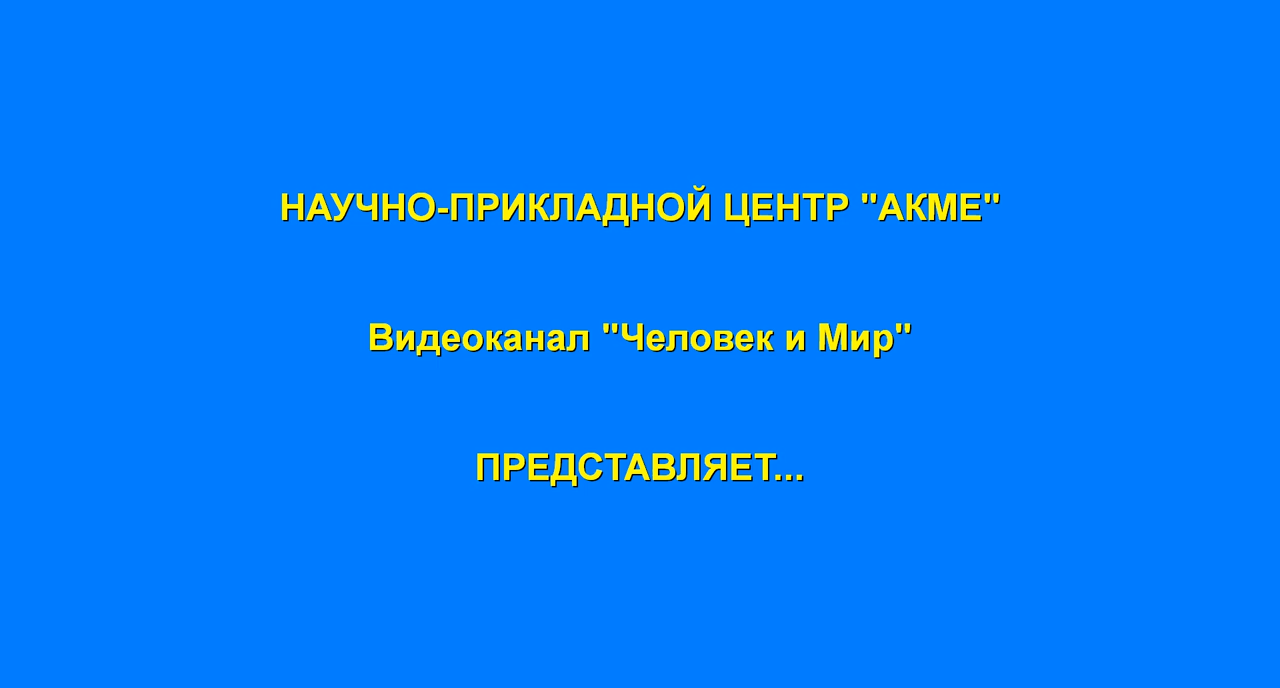 НАУЧНО-ПРИКЛАДНОЙ ЦЕНТР "АКМЕ"
Видеоканал "Человек и Мир"
ПРЕДСТАВЛЯЕТ...